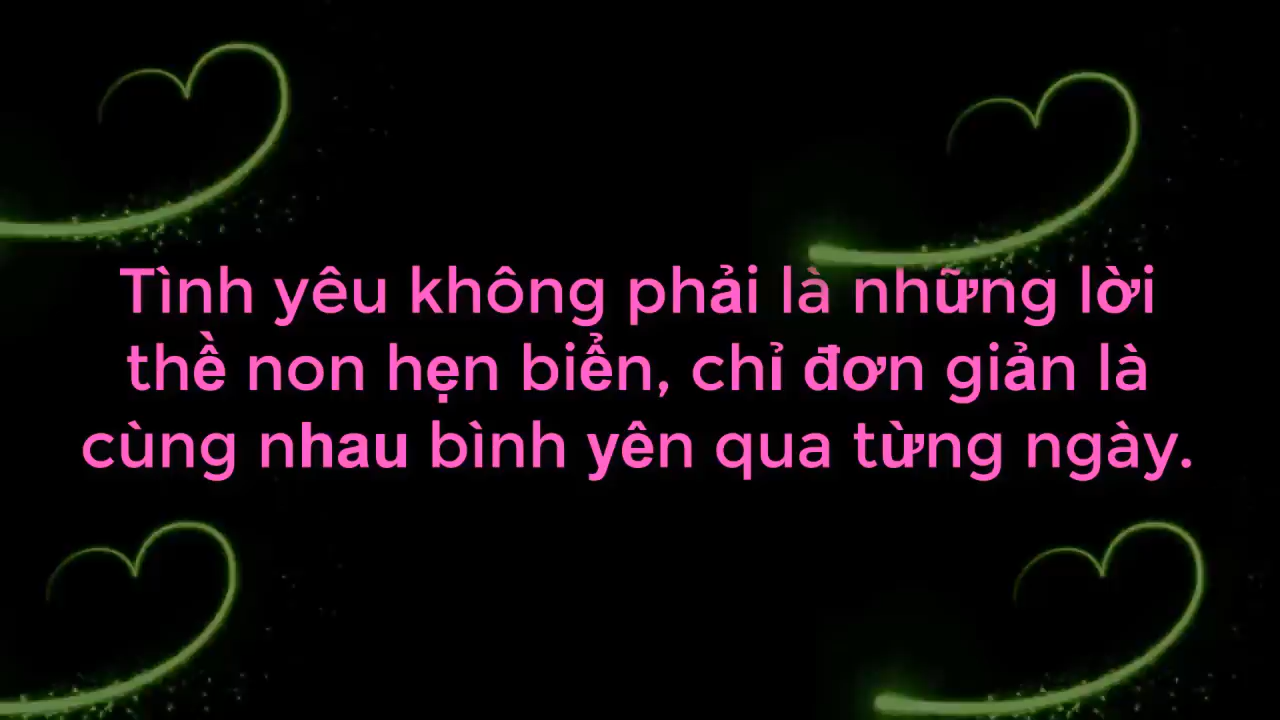 Tình yêu không phải là những lời
thề non hẹn biển, chỉ đơn giản là
cùng nhau bình yên qua từng ngày.